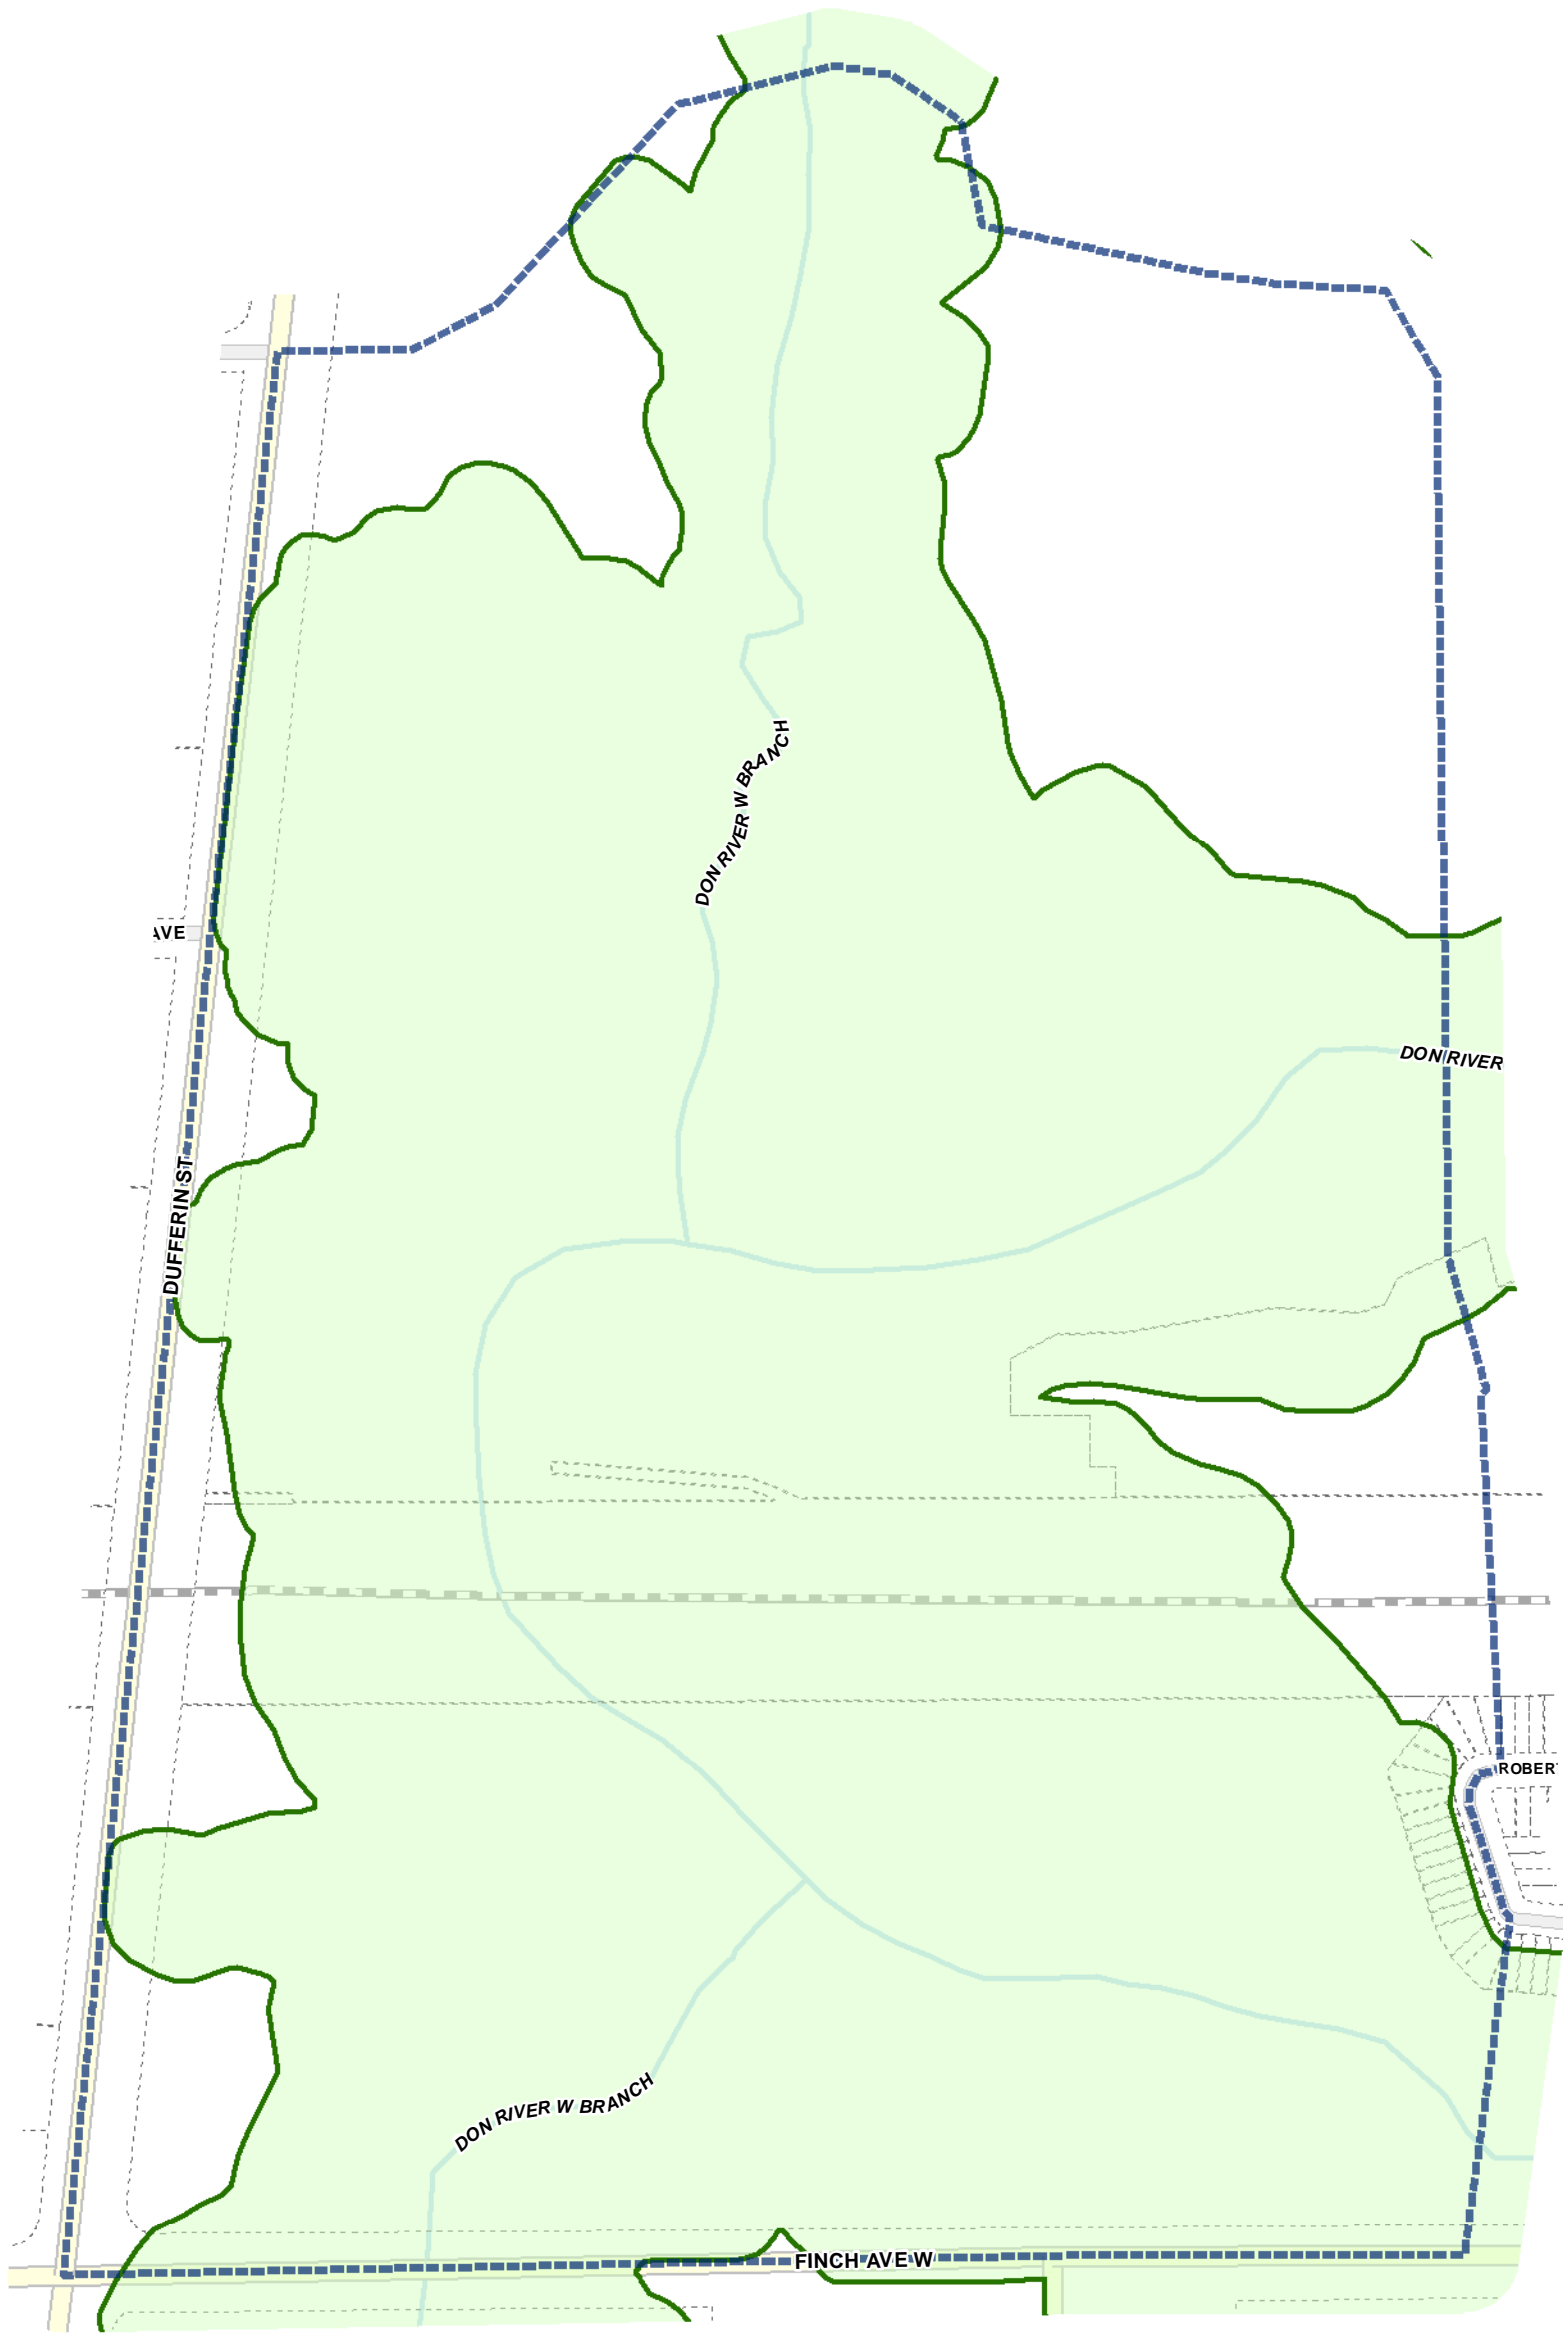 DON RIVER W BRANCH
AVE
DON RIVER
DUFFERIN ST
ROBER
DON RIVER W BRANCH
FINCH AVE W